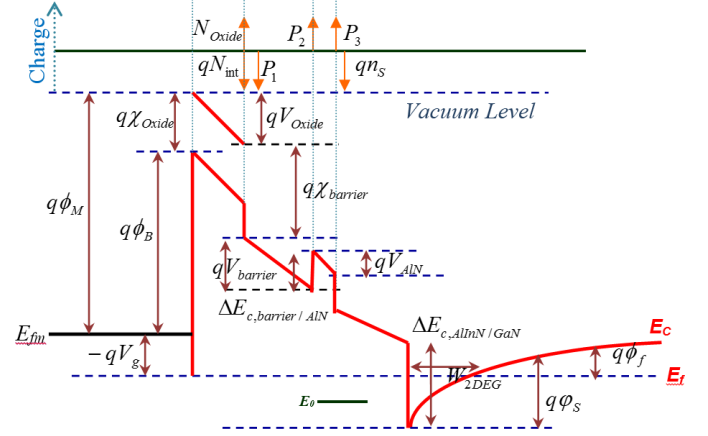 Charge
N_Oxide
P_2
P_3
qN_int
P_1
qn_S
Vacuum Level
qχ_Oxide
qV_Oxide
qχ_barrier
qϕ_M
qϕ_B
qV_barrier
qV_AlN
ΔE_c,barrier/AlN
ΔE_c,AlInN/GaN
E_fm
E_C
−qV_g
qϕ_f
W_2DEG
E_f
E_0
qφ_S